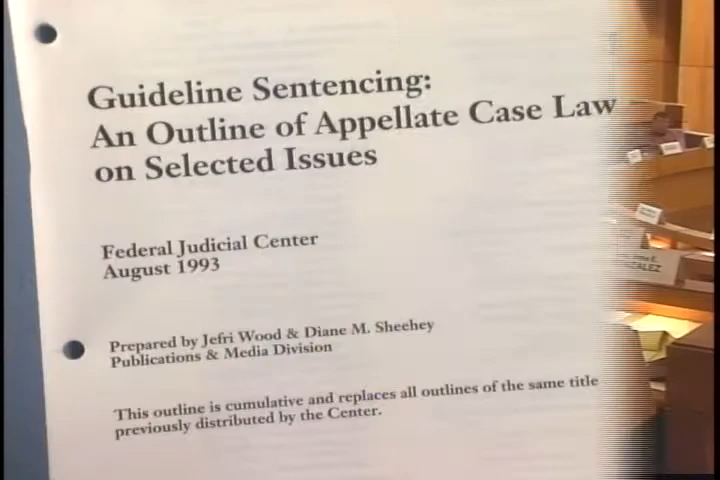 Guideline Sentencing:
An Outline of Appellate Case Law
on Selected Issues
Federal Judicial Center
August 1993
Prepared by Jefri Wood & Diane M. Sheehey
Publications & Media Division
This outline is cumulative and replaces all outlines of the same title
previously distributed by the Center.